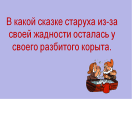 В какой сказке старуха из-за
своей жадности осталась у
своего разбитого корыта.